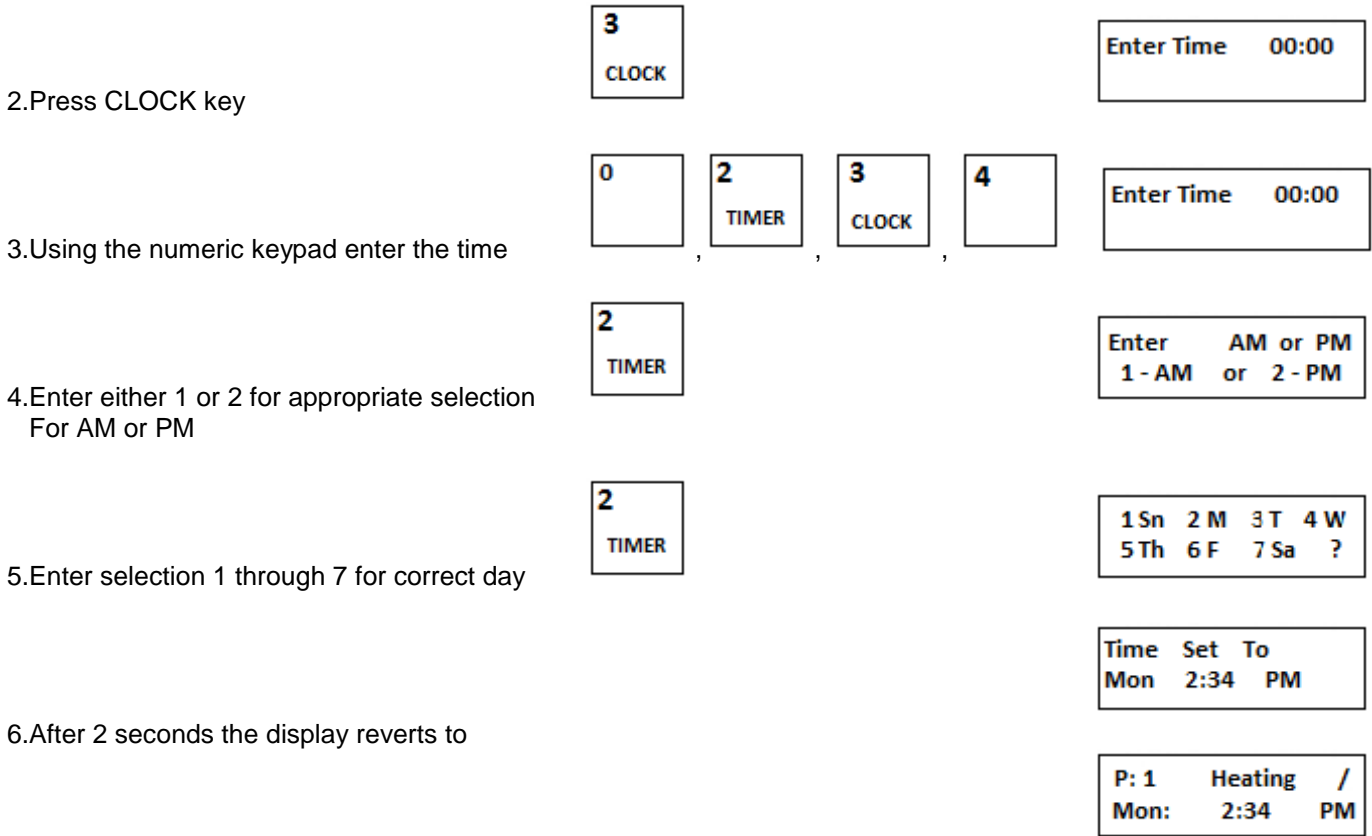 3
CLOCK
Enter Time 00:00
2.Press CLOCK key
0
2
TIMER
3
CLOCK
4
Enter Time 00:00
3.Using the numeric keypad enter the time , , ,
2
TIMER
Enter AM or PM
1 - AM or 2 - PM
4.Enter either 1 or 2 for appropriate selection
For AM or PM
2
TIMER
1 Sn 2 M 3 T 4 W
5 Th 6 F 7 Sa ?
5.Enter selection 1 through 7 for correct day
Time Set To
Mon 2:34 PM
6.After 2 seconds the display reverts to
P: 1 Heating /
Mon: 2:34 PM